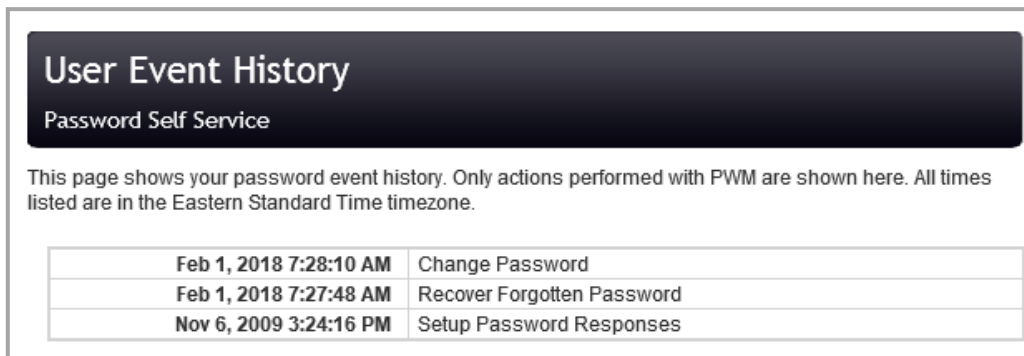 User Event History
Password Self Service
This page shows your password event history. Only actions performed with PWM are shown here. All times
listed are in the Eastern Standard Time timezone.
Feb 1, 2018 7:28:10 AM Change Password
Feb 1, 2018 7:27:48 AM Recover Forgotten Password
Nov 6, 2009 3:24:16 PM Setup Password Responses